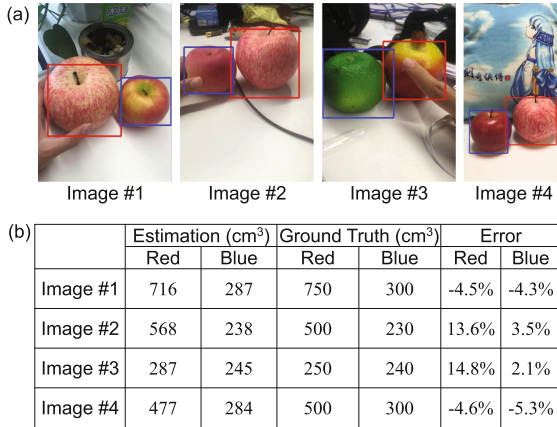 (a)
Image #1 Image #2 Image #3 Image #4
(b)
Estimation (cm³) Ground Truth (cm³) Error
Red Blue Red Blue Red Blue
Image #1 716 287 750 300 -4.5% -4.3%
Image #2 568 238 500 230 13.6% 3.5%
Image #3 287 245 250 240 14.8% 2.1%
Image #4 477 284 500 300 -4.6% -5.3%